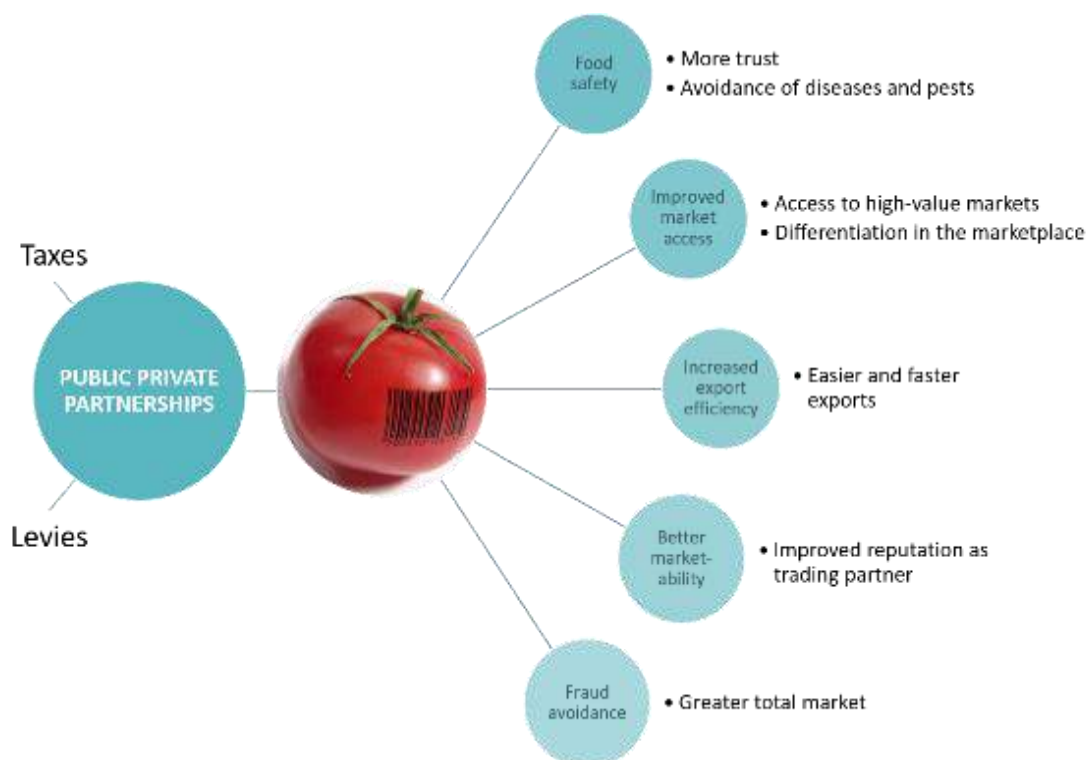 Taxes
PUBLIC PRIVATE
PARTNERSHIPS
Levies
Food
safety
• More trust
• Avoidance of diseases and pests
Improved
market
access
• Access to high-value markets
• Differentiation in the marketplace
Increased
export
efficiency
• Easier and faster
exports
Better
market-
ability
• Improved reputation as
trading partner
Fraud
avoidance
• Greater total market